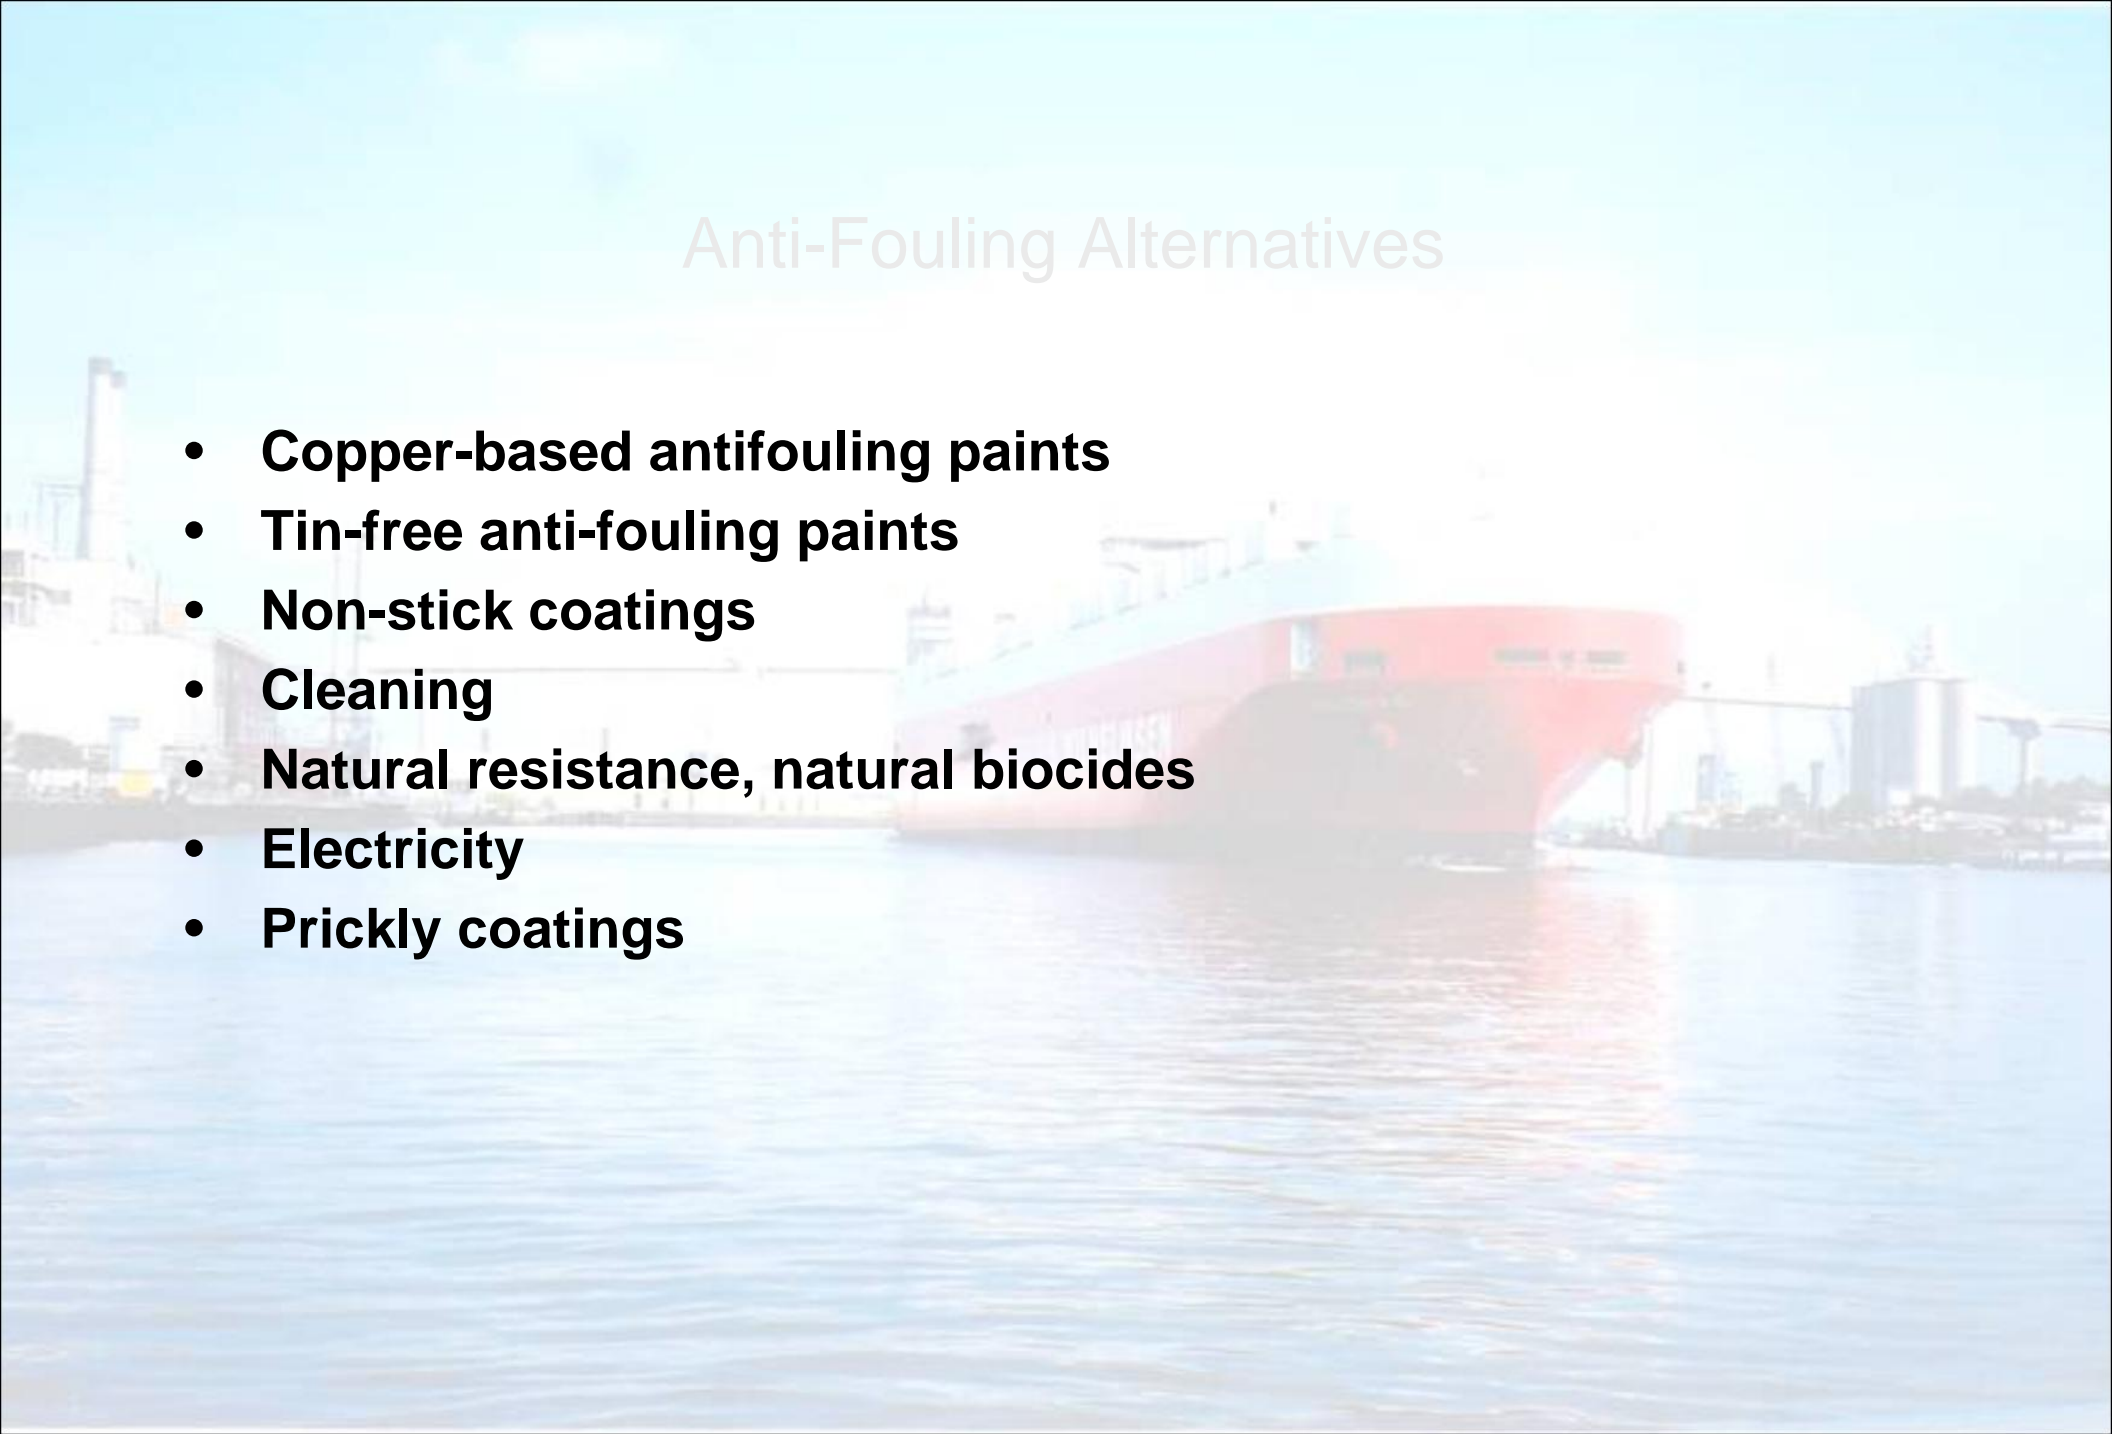 Anti-Fouling Alternatives
• Copper-based antifouling paints
• Tin-free anti-fouling paints
• Non-stick coatings
• Cleaning
• Natural resistance, natural biocides
• Electricity
• Prickly coatings